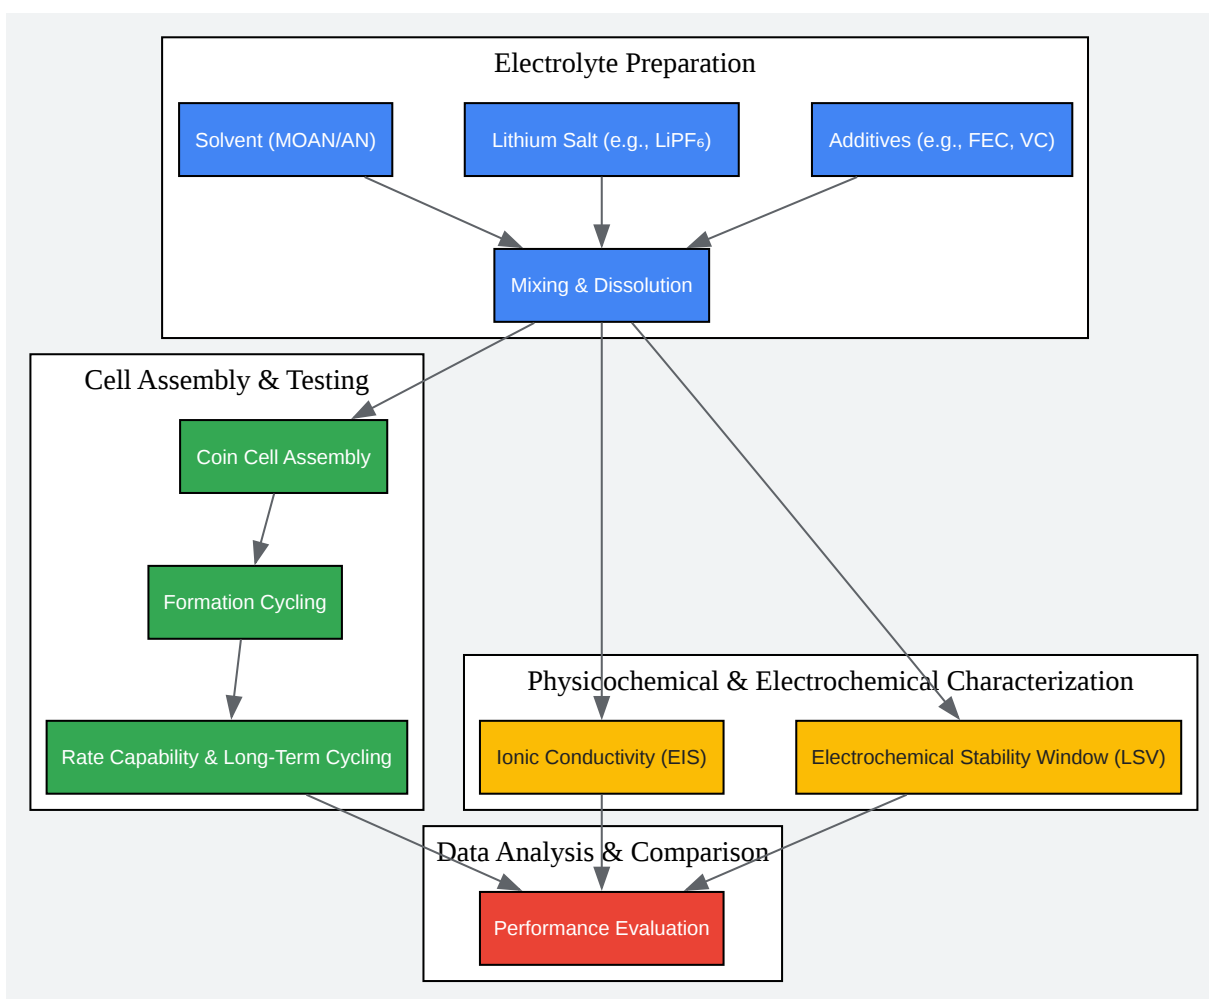 Electrolyte Preparation
Solvent (MOAN/AN)
Lithium Salt (e.g., LiPF₆)
Additives (e.g., FEC, VC)
Mixing & Dissolution
Cell Assembly & Testing
Coin Cell Assembly
Formation Cycling
Rate Capability & Long-Term Cycling
Physicochemical & Electrochemical Characterization
Ionic Conductivity (EIS)
Electrochemical Stability Window (LSV)
Data Analysis & Comparison
Performance Evaluation